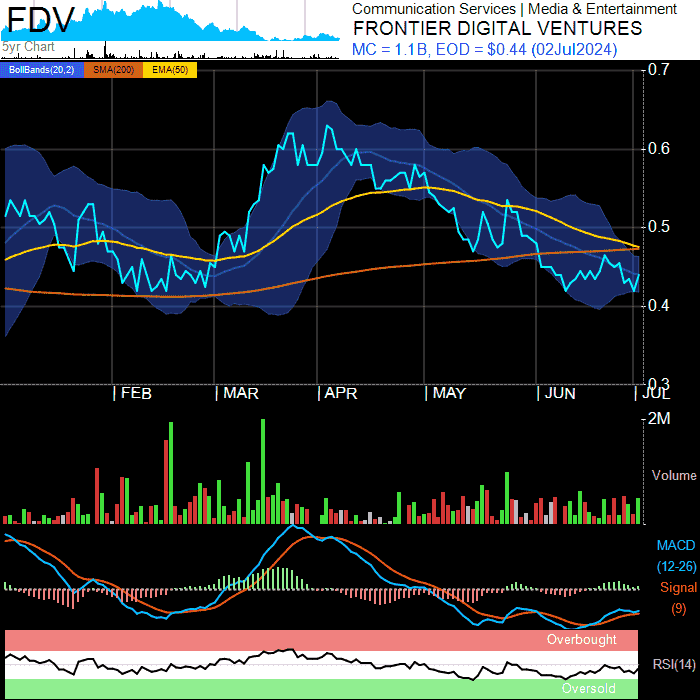 FDV
5yr Chart
Communication Services | Media & Entertainment
FRONTIER DIGITAL VENTURES
MC = 1.1B, EOD = $0.44 (02Jul2024)
BollBands(20,2) SMA(200) EMA(50)
0.7
0.6
0.5
0.4
0.3
FEB MAR APR MAY JUN JUL
2M
Volume
MACD
(12-26)
Signal
(9)
Overbought
RSI(14)
Oversold